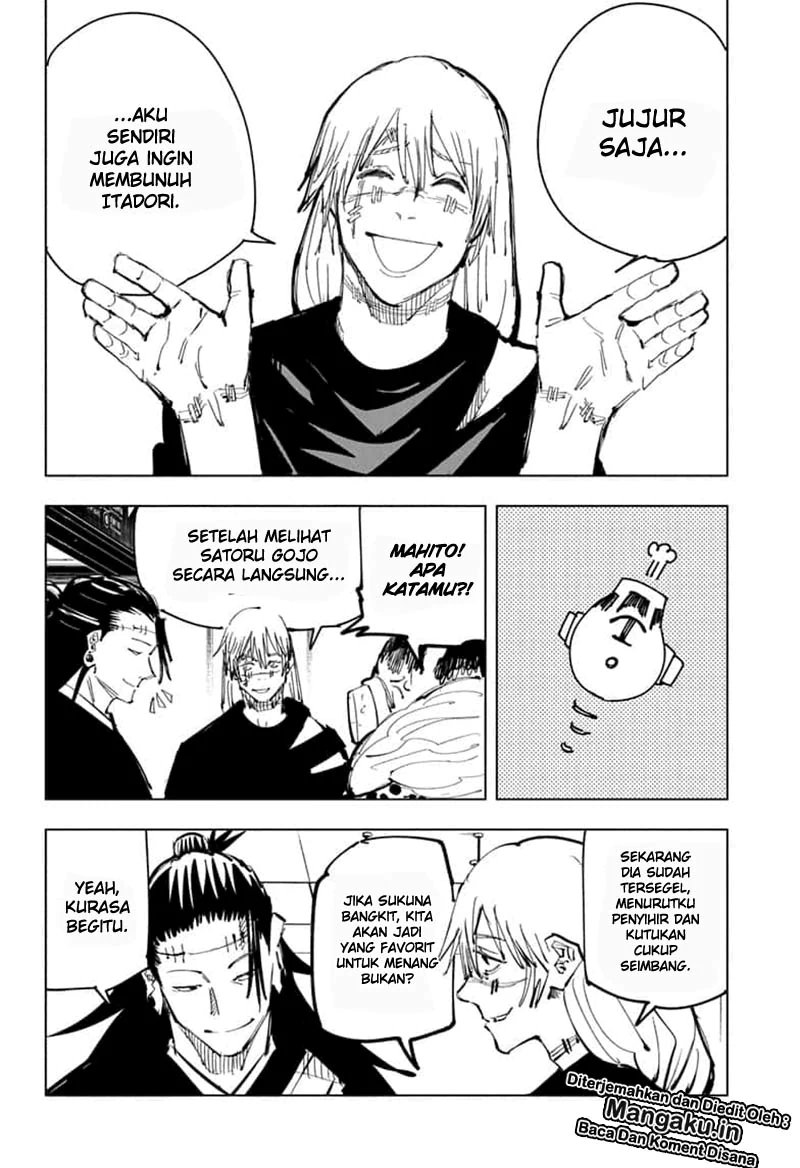 JUJUR
SAJA...
...AKU
SENDIRI
JUGA INGIN
MEMBUNUH
ITADORI.
MAHITO!
APA
KATAMU?!
SETELAH MELIHAT
SATORU GOJO
SECARA LANGSUNG...
SEKARANG
DIA SUDAH
TERSEGEL,
MENURUTKU
PENYIHIR DAN
KUTUKAN
CUKUP
SEIMBANG.
JIKA SUKUNA
BANGKIT, KITA
AKAN JADI
YANG FAVORIT
UNTUK MENANG
BUKAN?
YEAH,
KURASA
BEGITU.
Diterjemahkan dan Diedit Oleh :
Mangaku.in
Baca Dan Koment Disana